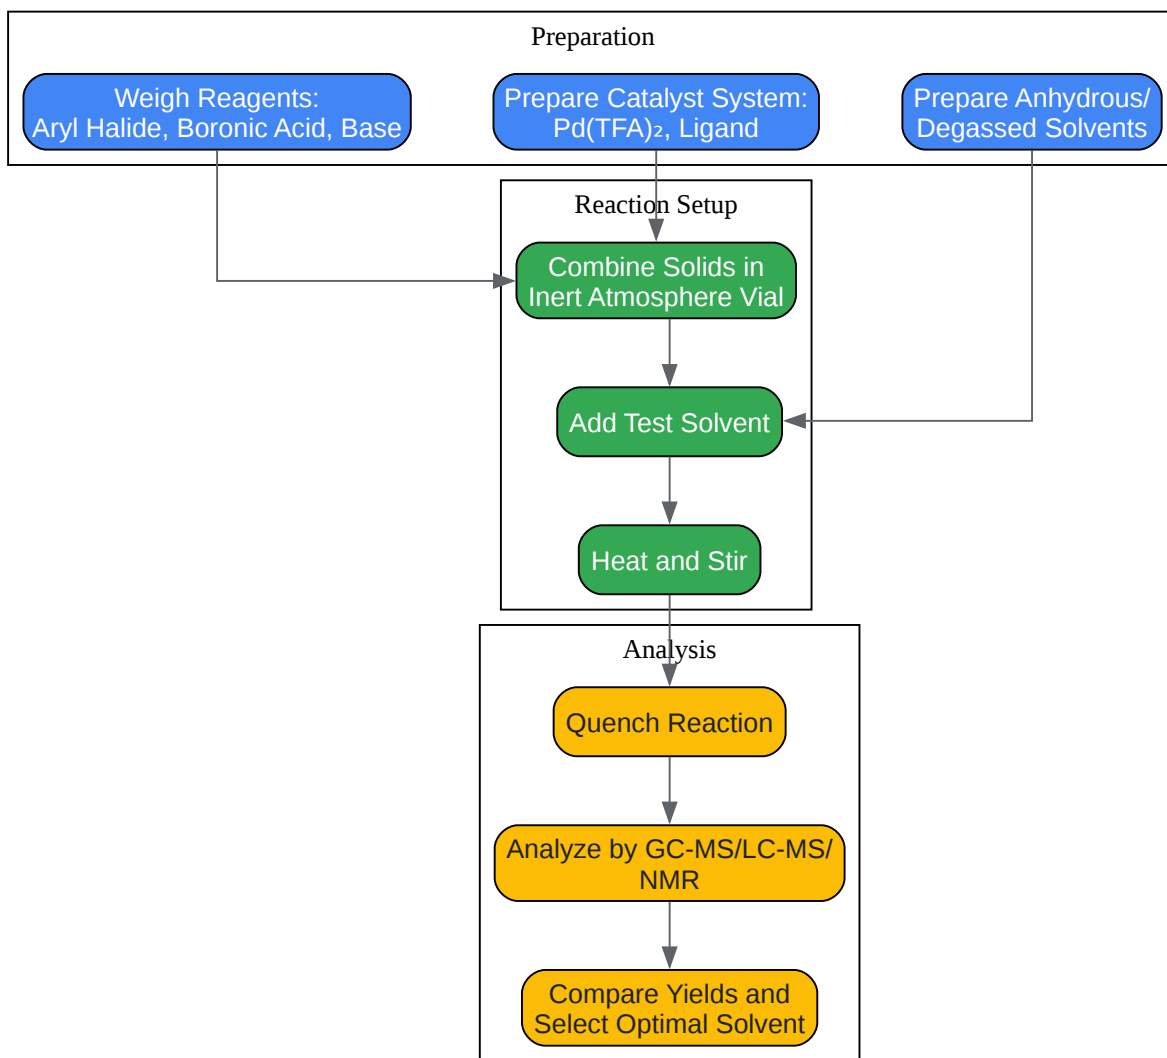 Preparation
Weigh Reagents:
Aryl Halide, Boronic Acid, Base
Prepare Catalyst System:
Pd(TFA)₂, Ligand
Prepare Anhydrous/
Degassed Solvents
Reaction Setup
Combine Solids in
Inert Atmosphere Vial
Add Test Solvent
Heat and Stir
Analysis
Quench Reaction
Analyze by GC-MS/LC-MS/
NMR
Compare Yields and
Select Optimal Solvent